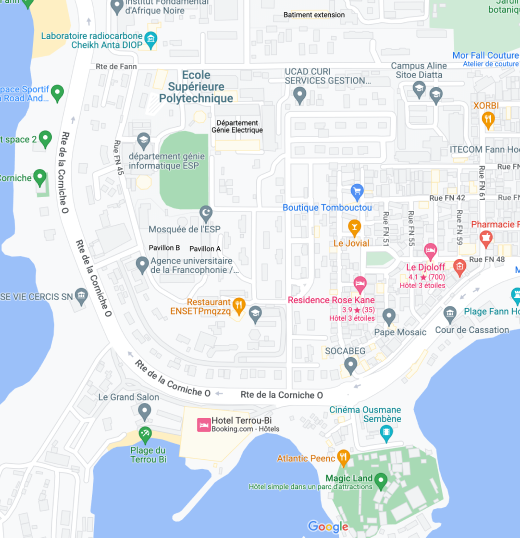 Institut Fondamental
d'Afrique Noire
Batiment extension
Jardin
botanique
Laboratoire radiocarbone
Cheikh Anta DIOP
Rte de Fann
Mor Fall Couture
Atelier de couture
Ecole
Supérieure
Polytechnique
UCAD CURI
SERVICES GESTION...
Campus Aline
Sitoe Diatta
space Sportif
a Road And...
XORBI
Département
Génie Electrique
rt space 2
Rte de la Corniche O
Rue FN 45
département génie
informatique ESP
ITECOM Fann Hoc
Corniche
Rue FN 61
Rue FN 42
Boutique Tombouctou
Mosquée de l'ESP
Rue FN 51
Rue FN 59
Pharmacie F
Le Jovial
Rte de la Corniche O
Pavillon B
Pavillon A
Rue FN 55
Rue FN 48
Agence universitaire
de la Francophonie /...
Le Djoloff
4.1★(700)
Hôtel 3 étoiles
SE VIE CERCIS SN
Residence Rose Kane
3.9★(35)
Hôtel 3 étoiles
Restaurant
ENSETPmqzzq
Plage Fann Ho
Pape Mosaic
Cour de Cassation
SOCABEG
Rte de la Corniche O
Rte de la Corniche O
Le Grand Salon
Hotel Terrou-Bi
Booking.com - Hôtels
Cinéma Ousmane
Sembène
Plage du
Terrou Bi
Atlantic Peenc
Magic Land
Hôtel simple dans un parc d'attractions
Google